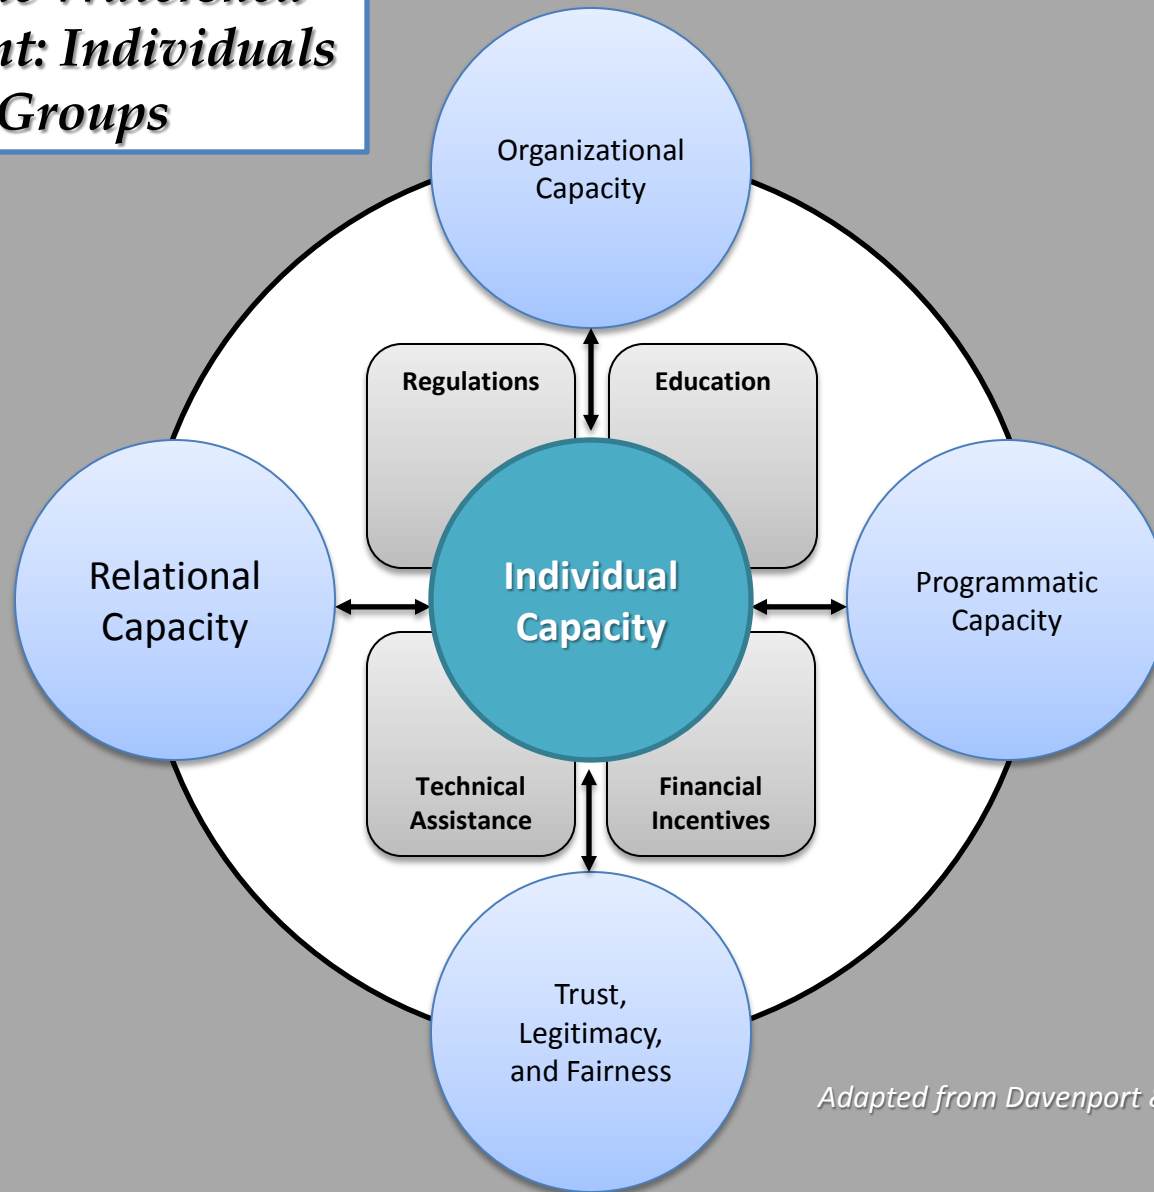 Watershed
Individuals
Groups
Organizational
Capacity
Regulations
Education
Relational
Capacity
Individual
Capacity
Programmatic
Capacity
Technical
Assistance
Financial
Incentives
Trust,
Legitimacy,
and Fairness
Adapted from Davenport &